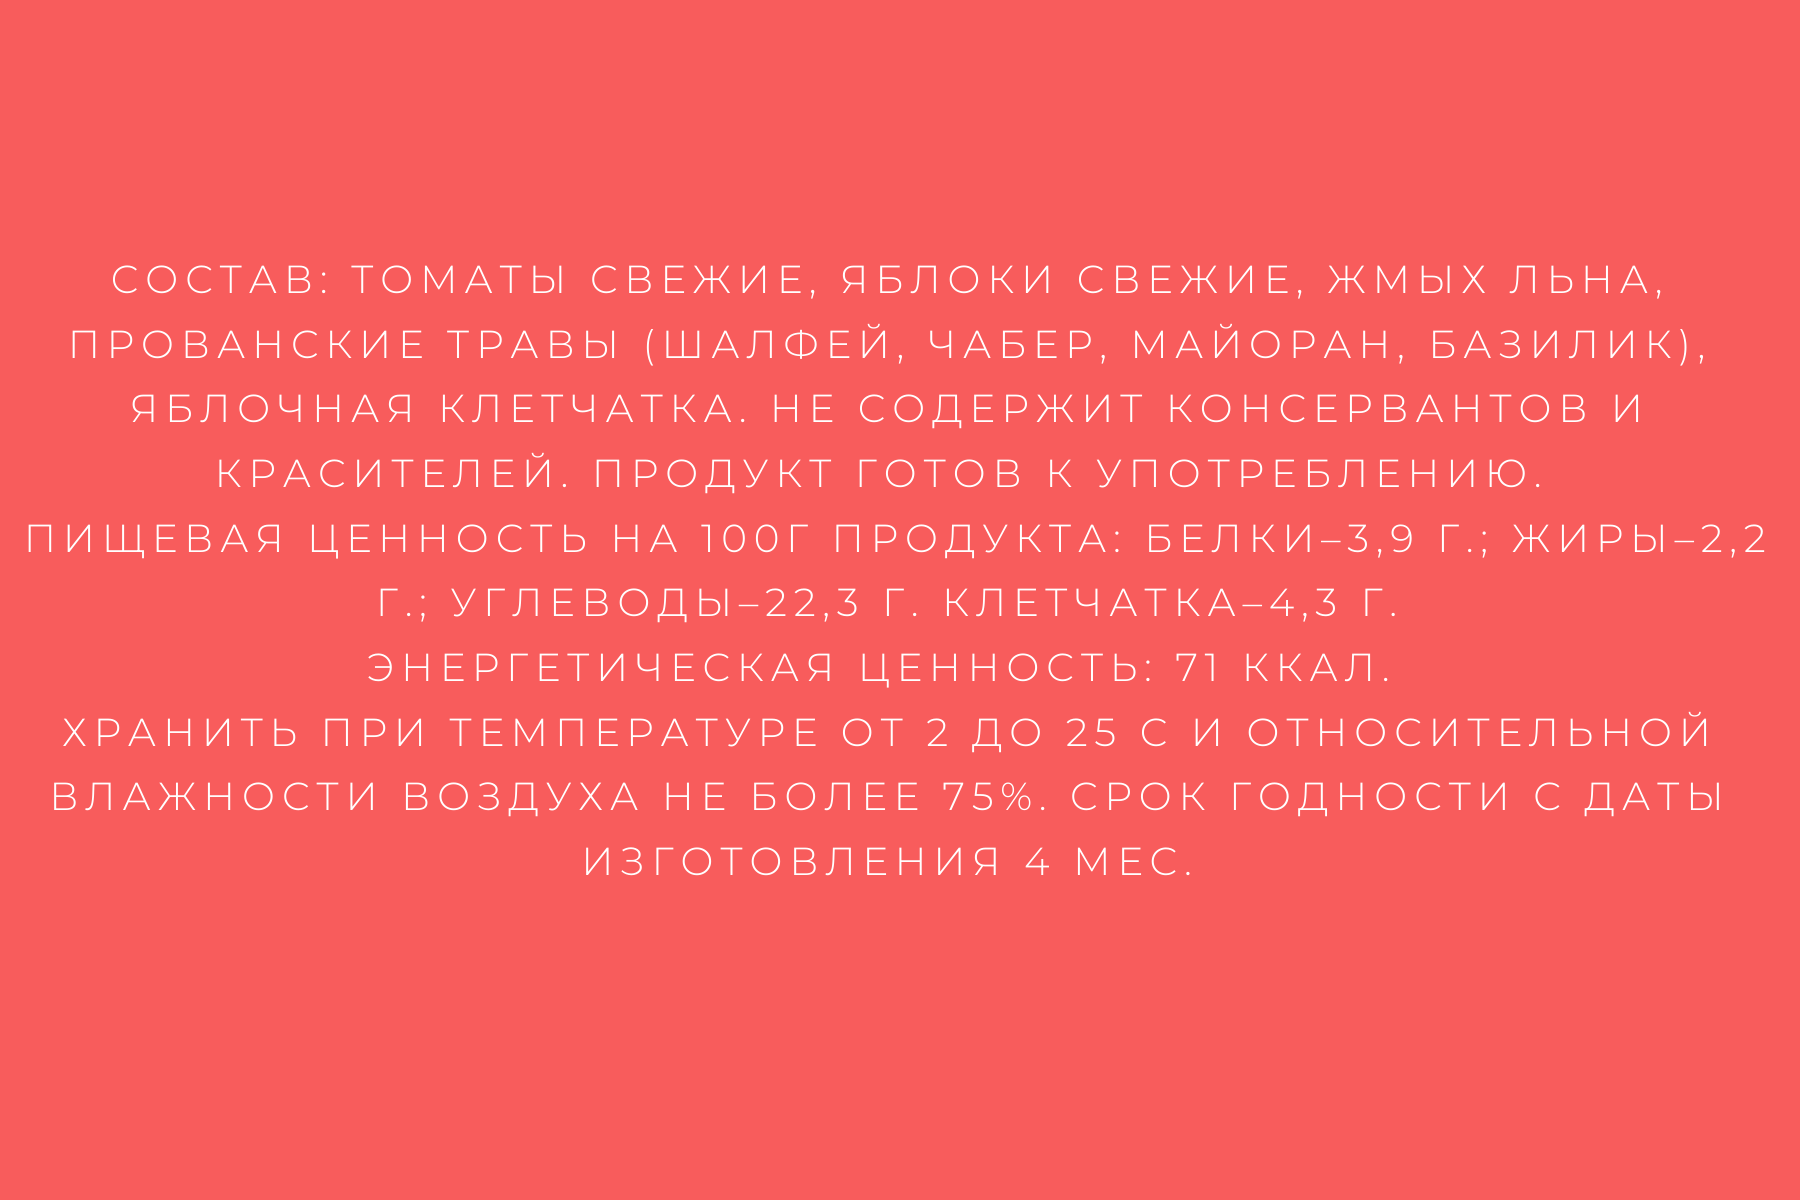 СОСТАВ: ТОМАТЫ СВЕЖИЕ, ЯБЛОКИ СВЕЖИЕ, ЖМЫХ ЛЬНА,
ПРОВАНСКИЕ ТРАВЫ (ШАЛФЕЙ, ЧАБЕР, МАЙОРАН, БАЗИЛИК),
ЯБЛОЧНАЯ КЛЕТЧАТКА. НЕ СОДЕРЖИТ КОНСЕРВАНТОВ И
КРАСИТЕЛЕЙ. ПРОДУКТ ГОТОВ К УПОТРЕБЛЕНИЮ.
ПИЩЕВАЯ ЦЕННОСТЬ НА 100Г ПРОДУКТА: БЕЛКИ–3,9 Г.; ЖИРЫ–2,2
Г.; УГЛЕВОДЫ–22,3 Г. КЛЕТЧАТКА–4,3 Г.
ЭНЕРГЕТИЧЕСКАЯ ЦЕННОСТЬ: 71 ККАЛ.
ХРАНИТЬ ПРИ ТЕМПЕРАТУРЕ ОТ 2 ДО 25 С И ОТНОСИТЕЛЬНОЙ
ВЛАЖНОСТИ ВОЗДУХА НЕ БОЛЕЕ 75%. СРОК ГОДНОСТИ С ДАТЫ
ИЗГОТОВЛЕНИЯ 4 МЕС.